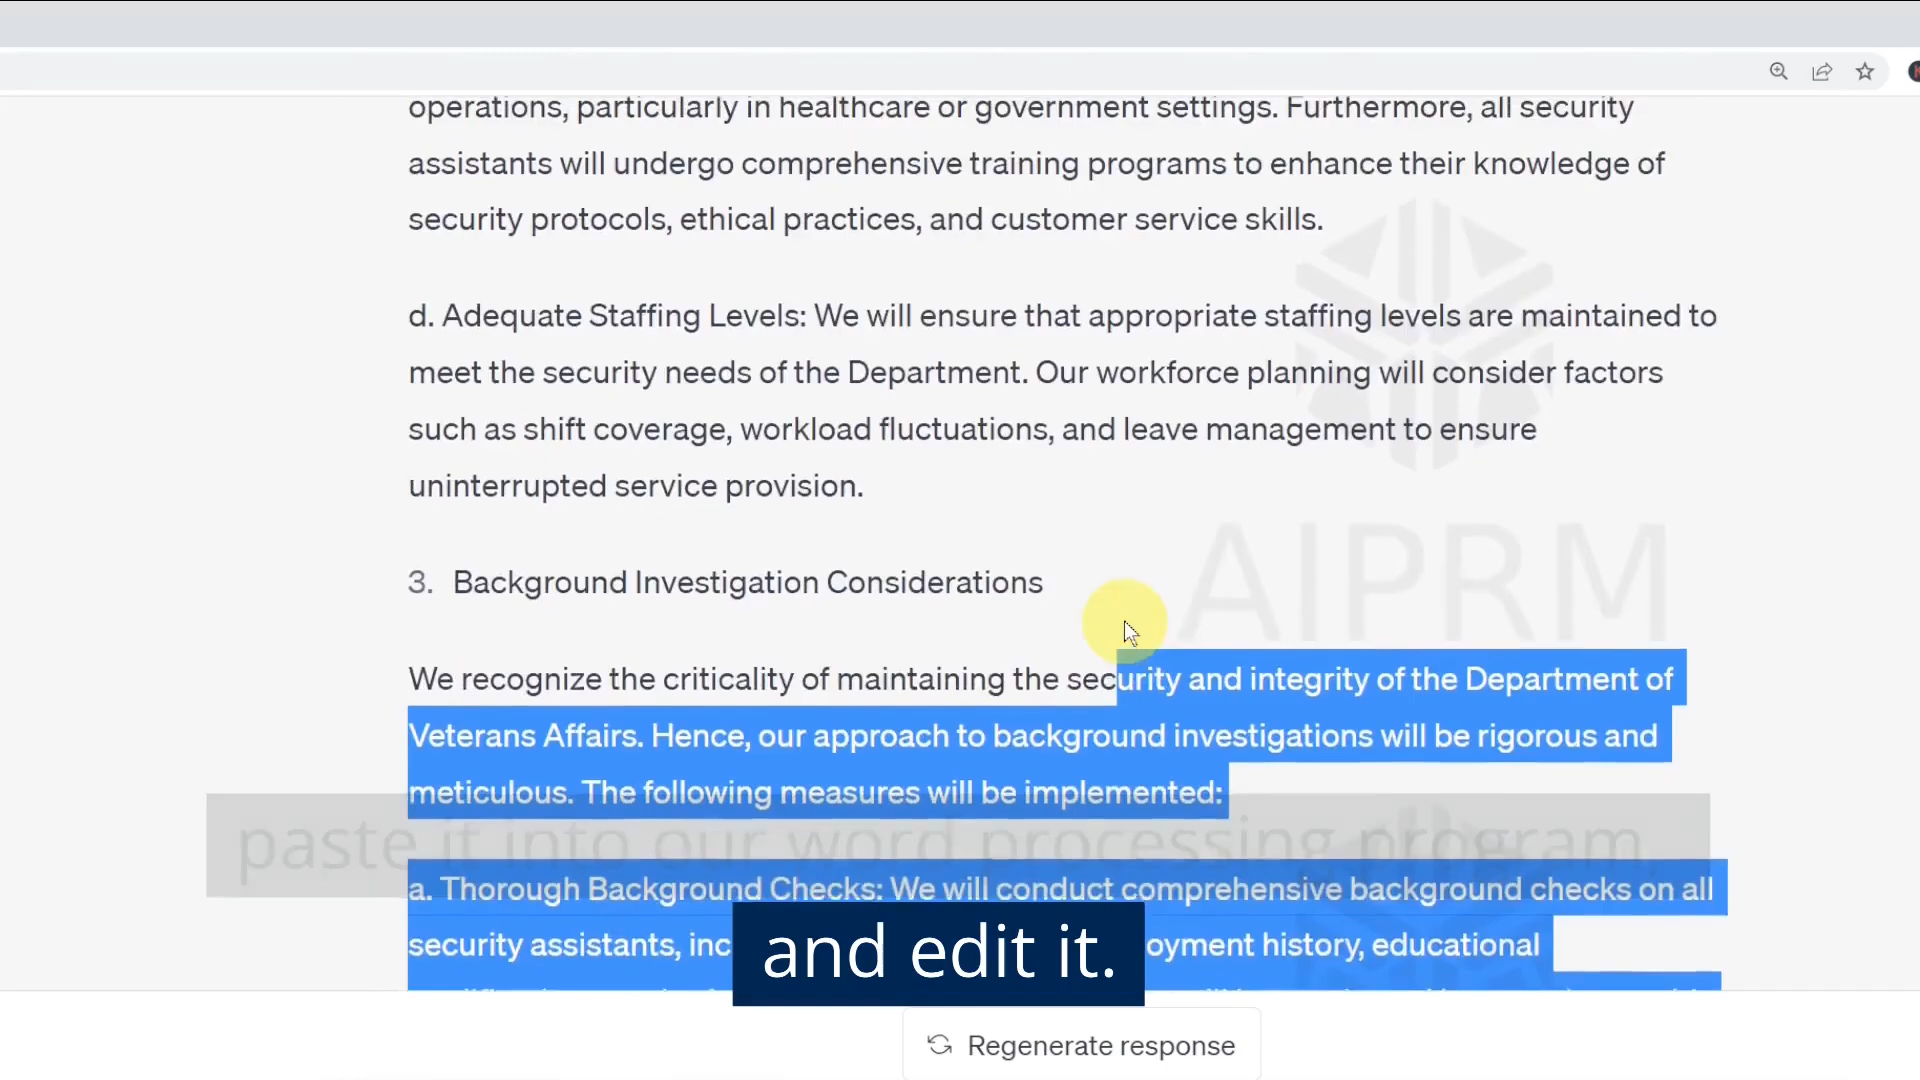 operations, particularly in healthcare or government settings. Furthermore, all security
assistants will undergo comprehensive training programs to enhance their knowledge of
security protocols, ethical practices, and customer service skills.
d. Adequate Staffing Levels: We will ensure that appropriate staffing levels are maintained to
meet the security needs of the Department. Our workforce planning will consider factors
such as shift coverage, workload fluctuations, and leave management to ensure
uninterrupted service provision.
AIPRM
3. Background Investigation Considerations
We recognize the criticality of maintaining the security and integrity of the Department of
Veterans Affairs. Hence, our approach to background investigations will be rigorous and
meticulous. The following measures will be implemented:
paste it into our word processing program,
a. Thorough Background Checks: We will conduct comprehensive background checks on all
security assistants, inc oyment history, educational
and edit it.
Regenerate response